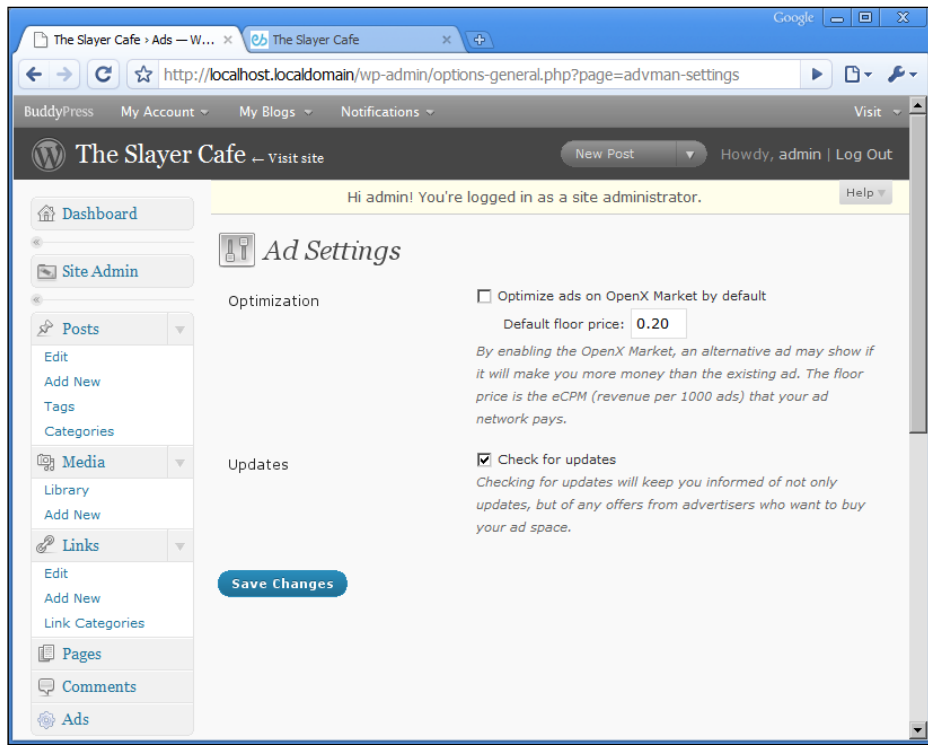 Google
The Slayer Cafe › Ads — W...
The Slayer Cafe
http://localhost.localdomain/wp-admin/options-general.php?page=advman-settings
BuddyPress My Account My Blogs Notifications Visit
The Slayer Cafe ← Visit site
New Post
Howdy, admin | Log Out
Hi admin! You're logged in as a site administrator.
Help
Dashboard
Site Admin
Posts
Edit
Add New
Tags
Categories
Media
Library
Add New
Links
Edit
Add New
Link Categories
Pages
Comments
Ads
Ad Settings
Optimization
Optimize ads on OpenX Market by default
Default floor price: 0.20
By enabling the OpenX Market, an alternative ad may show if
it will make you more money than the existing ad. The floor
price is the eCPM (revenue per 1000 ads) that your ad
network pays.
Updates
Check for updates
Checking for updates will keep you informed of not only
updates, but of any offers from advertisers who want to buy
your ad space.
Save Changes